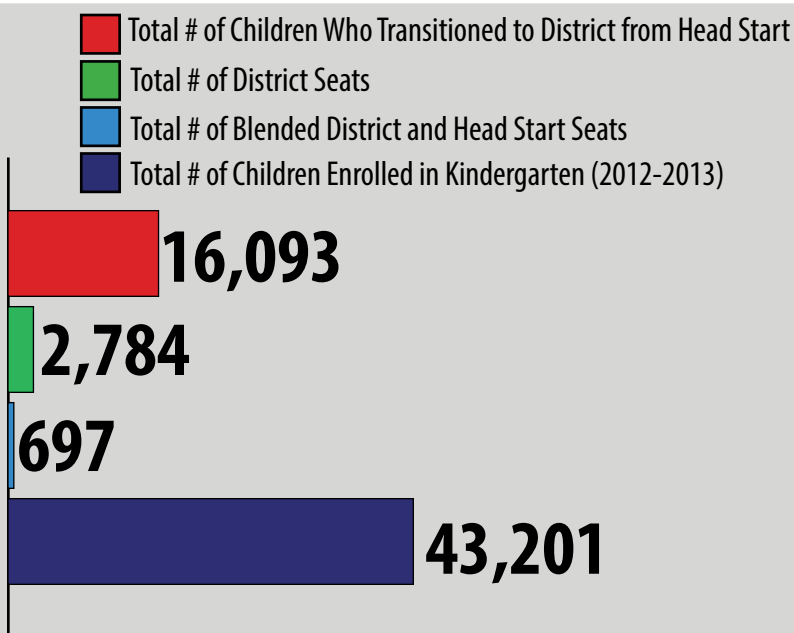 Total # of Children Who Transitioned to District from Head Start
Total # of District Seats
Total # of Blended District and Head Start Seats
Total # of Children Enrolled in Kindergarten (2012-2013)
16,093
2,784
697
43,201